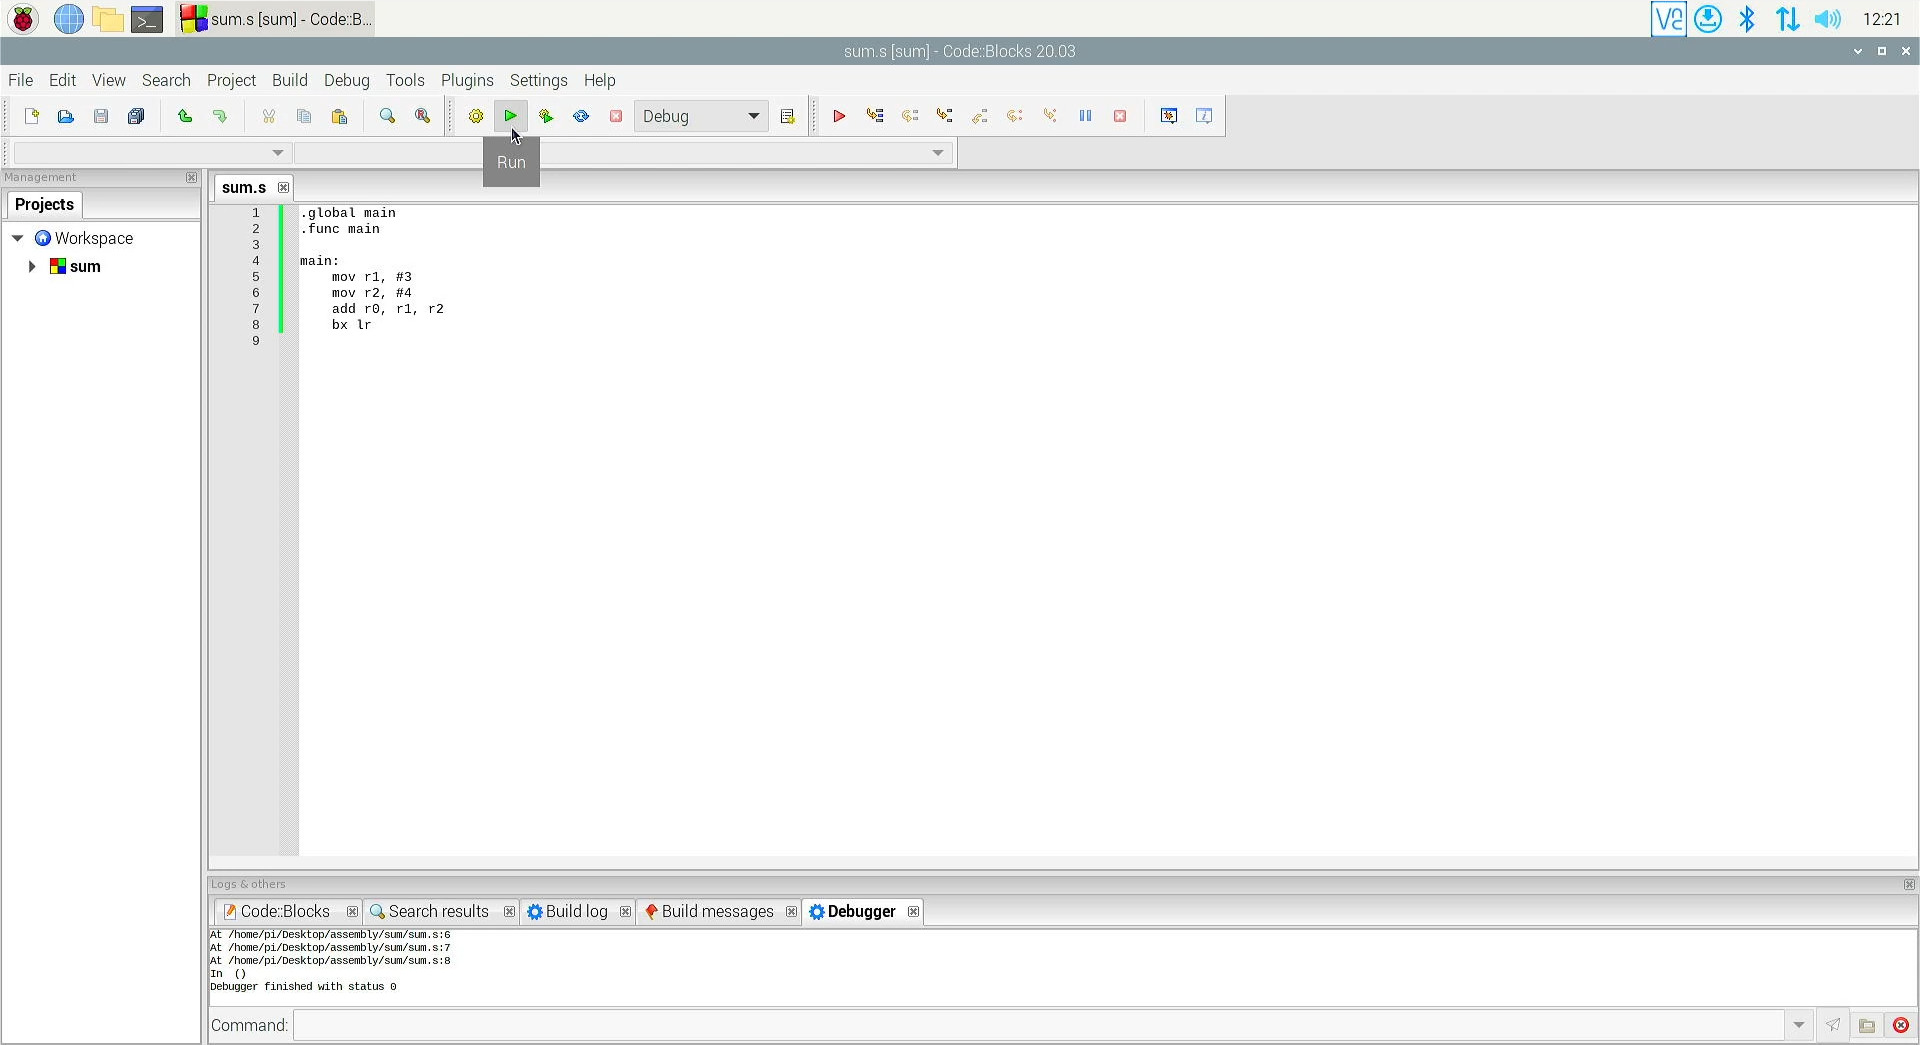 sum.s [sum] - Code::B...
12:21
sum.s [sum] - Code::Blocks 20.03
File Edit View Search Project Build Debug Tools Plugins Settings Help
Debug
Run
Management
Projects
Workspace
sum
sum.s
1 .global main
2 .func main
3
4 main:
5 mov r1, #3
6 mov r2, #4
7 add r0, r1, r2
8 bx lr
9
Logs & others
Code::Blocks Search results Build log Build messages Debugger
At /home/pi/Desktop/assembly/sum/sum.s:6
At /home/pi/Desktop/assembly/sum/sum.s:7
At /home/pi/Desktop/assembly/sum/sum.s:8
In ()
Debugger finished with status 0
Command: